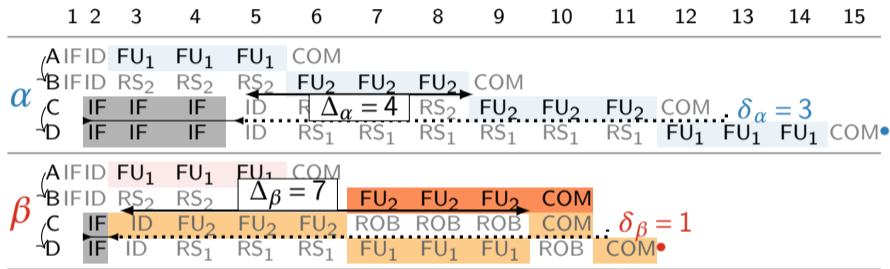 1 2 3 4 5 6 7 8 9 10 11 12 13 14 15
A IF ID FU₁ FU₁ FU₁ COM
B IF ID RS₂ RS₂ RS₂ FU₂ FU₂ FU₂ COM
α
C IF IF IF ID RS₂ FU₂ FU₂ FU₂ COM
Δα = 4
δα = 3
D IF IF IF ID RS₁ RS₁ RS₁ RS₁ RS₁ RS₁ FU₁ FU₁ FU₁ COM
A IF ID FU₁ FU₁ FU₁ COM
B IF ID RS₂ RS₂ FU₂ FU₂ FU₂ COM
Δβ = 7
β
C IF ID FU₂ FU₂ FU₂ ROB ROB ROB COM
δβ = 1
D IF ID RS₁ RS₁ RS₁ FU₁ FU₁ FU₁ ROB COM